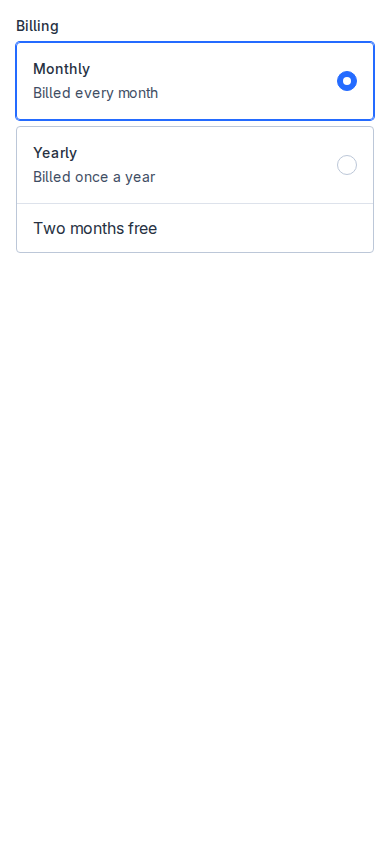 Billing
Monthly
Billed every month
Yearly
Billed once a year
Two months free